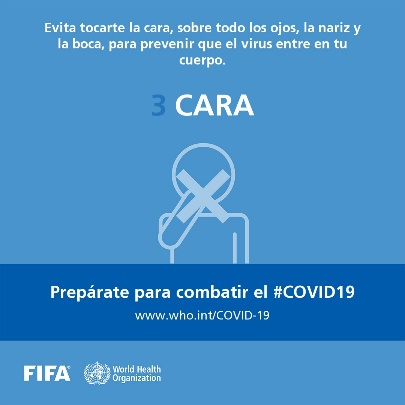 Evita tocarte la cara, sobre todo los ojos, la nariz y
la boca, para prevenir que el virus entre en tu
cuerpo.
3 CARA
Prepárate para combatir el #COVID19
www.who.int/COVID-19
FIFA
World Health
Organization